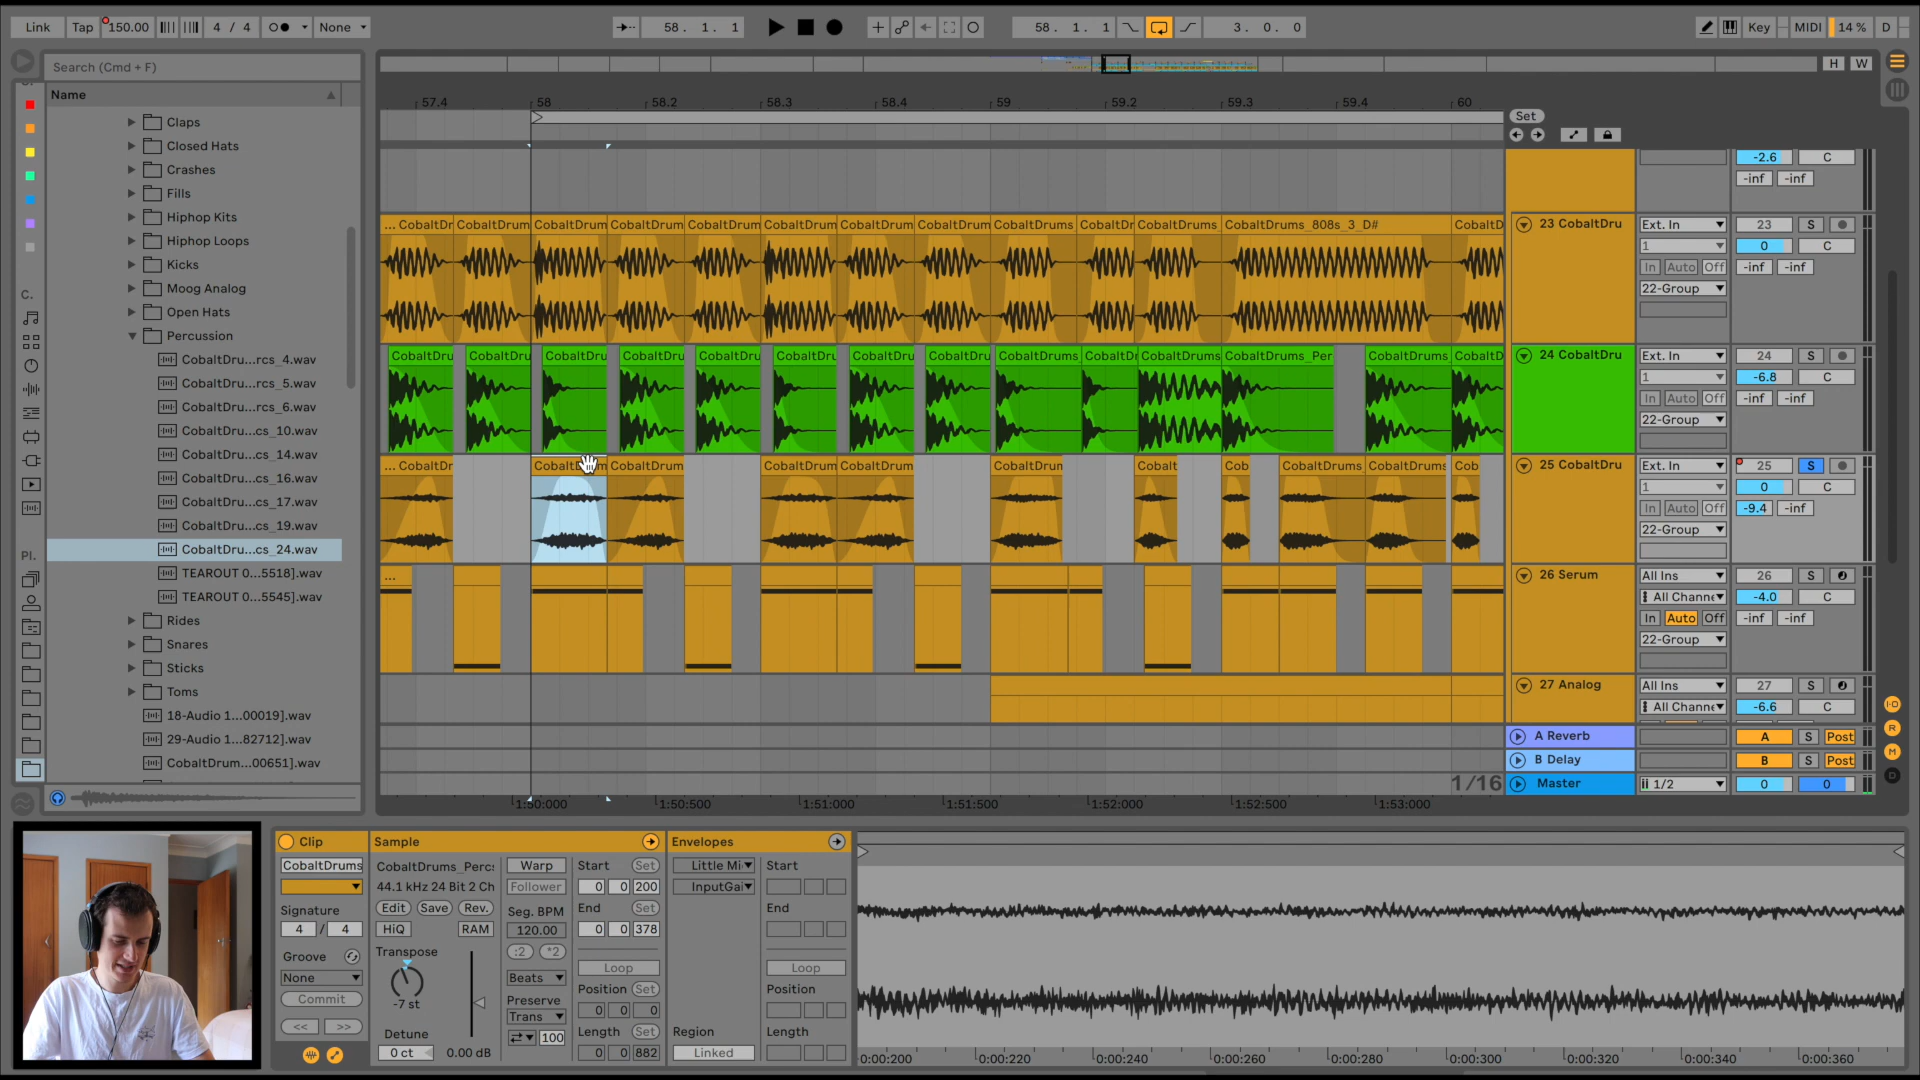 Link Tap 150.00 4 / 4 None 58. 1. 1 58. 1. 1 3. 0. 0 Key MIDI 14 % D
Search (Cmd + F)
H W
Name
57.4 58 58.2 58.3 58.4 59 59.2 59.3 59.4 60
Set
Claps
Closed Hats
Crashes
Fills
Hiphop Kits
Hiphop Loops
Kicks
Moog Analog
Open Hats
Percussion
CobaltDru...rcs_4.wav
CobaltDru...rcs_5.wav
CobaltDru...rcs_6.wav
CobaltDru...cs_10.wav
CobaltDru...cs_14.wav
CobaltDru...cs_16.wav
CobaltDru...cs_17.wav
CobaltDru...cs_19.wav
CobaltDru...cs_24.wav
TEAROUT 0...5518].wav
TEAROUT 0...5545].wav
Rides
Snares
Sticks
Toms
18-Audio 1...00019].wav
29-Audio 1...82712].wav
CobaltDrum...00651].wav
C.
Pl.
-2.6 C
-inf -inf
... CobaltDr CobaltDrum CobaltDrum CobaltDrum CobaltDrum CobaltDrum CobaltDrum CobaltDrum CobaltDrums CobaltDr CobaltDrums_ CobaltDrums_808s_3_D# CobaltD
23 CobaltDru Ext. In 23 S
1 0 C
In Auto Off -inf -inf
22-Group
CobaltDru CobaltDru CobaltDru CobaltDru CobaltDru CobaltDru CobaltDru CobaltDru CobaltDrums CobaltDru CobaltDrums CobaltDrums_Per CobaltDrums CobaltD
24 CobaltDru Ext. In 24 S
1 -6.8 C
In Auto Off -inf -inf
22-Group
... CobaltDr CobaltDrum CobaltDrum CobaltDrum CobaltDrun Cobalt Cob CobaltDrums CobaltDrums Cob
25 CobaltDru Ext. In 25 S
1 0 C
In Auto Off -9.4 -inf
22-Group
...
26 Serum All Ins 26 S
All Channe -4.0 C
In Auto Off -inf -inf
22-Group
27 Analog All Ins 27 S
All Channe -6.6 C
A Reverb A S Post
B Delay B S Post
1/16
Master 1/2 0 0
1:50:000 1:50:500 1:51:000 1:51:500 1:52:000 1:52:500 1:53:000
Clip
CobaltDrums
Signature
4 / 4
Groove
None
Commit
<< >>
Sample
CobaltDrums_Perc
44.1 kHz 24 Bit 2 Ch
Edit Save Rev.
HiQ RAM
Transpose
-7 st
Detune
0 ct 0.00 dB
Warp
Follower
Seg. BPM
120.00
:2 *2
Beats
Preserve
Trans
100
Start Set
0 0 200
End Set
0 0 378
Loop
Position Set
0 0 0
Length Set
0 0 882
Envelopes
Little Mi
InputGai
Region
Linked
Start
End
Loop
Position
Length
0:00:200 0:00:220 0:00:240 0:00:260 0:00:280 0:00:300 0:00:320 0:00:340 0:00:360